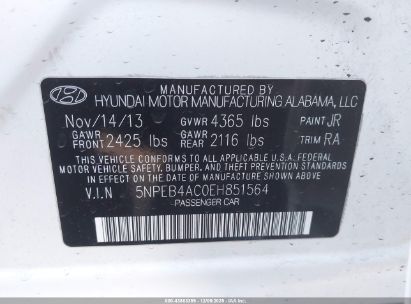 MANUFACTURED BY
HYUNDAI MOTOR MANUFACTURING ALABAMA, LLC
Nov/14/13 GVWR 4365 lbs PAINT JR
GAWR FRONT 2425 lbs GAWR REAR 2116 lbs TRIM RA
THIS VEHICLE CONFORMS TO ALL APPLICABLE U.S.A. FEDERAL
MOTOR VEHICLE SAFETY, BUMPER, AND THEFT PREVENTION STANDARDS
IN EFFECT ON THE DATE OF MANUFACTURE SHOWN ABOVE.
V.I.N 5NPEB4AC0EH851564
PASSENGER CAR